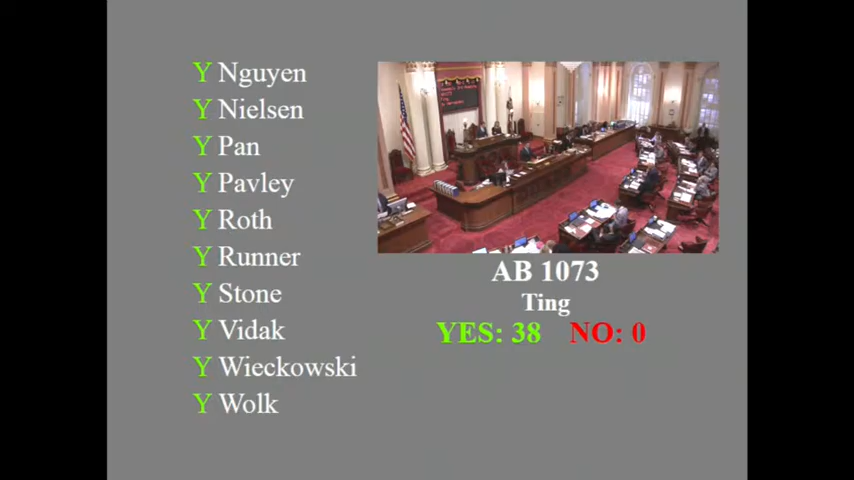 Y Nguyen
Y Nielsen
Y Pan
Y Pavley
Y Roth
Y Runner
Y Stone
Y Vidak
Y Wieckowski
Y Wolk
AB 1073
Ting
YES: 38 NO: 0